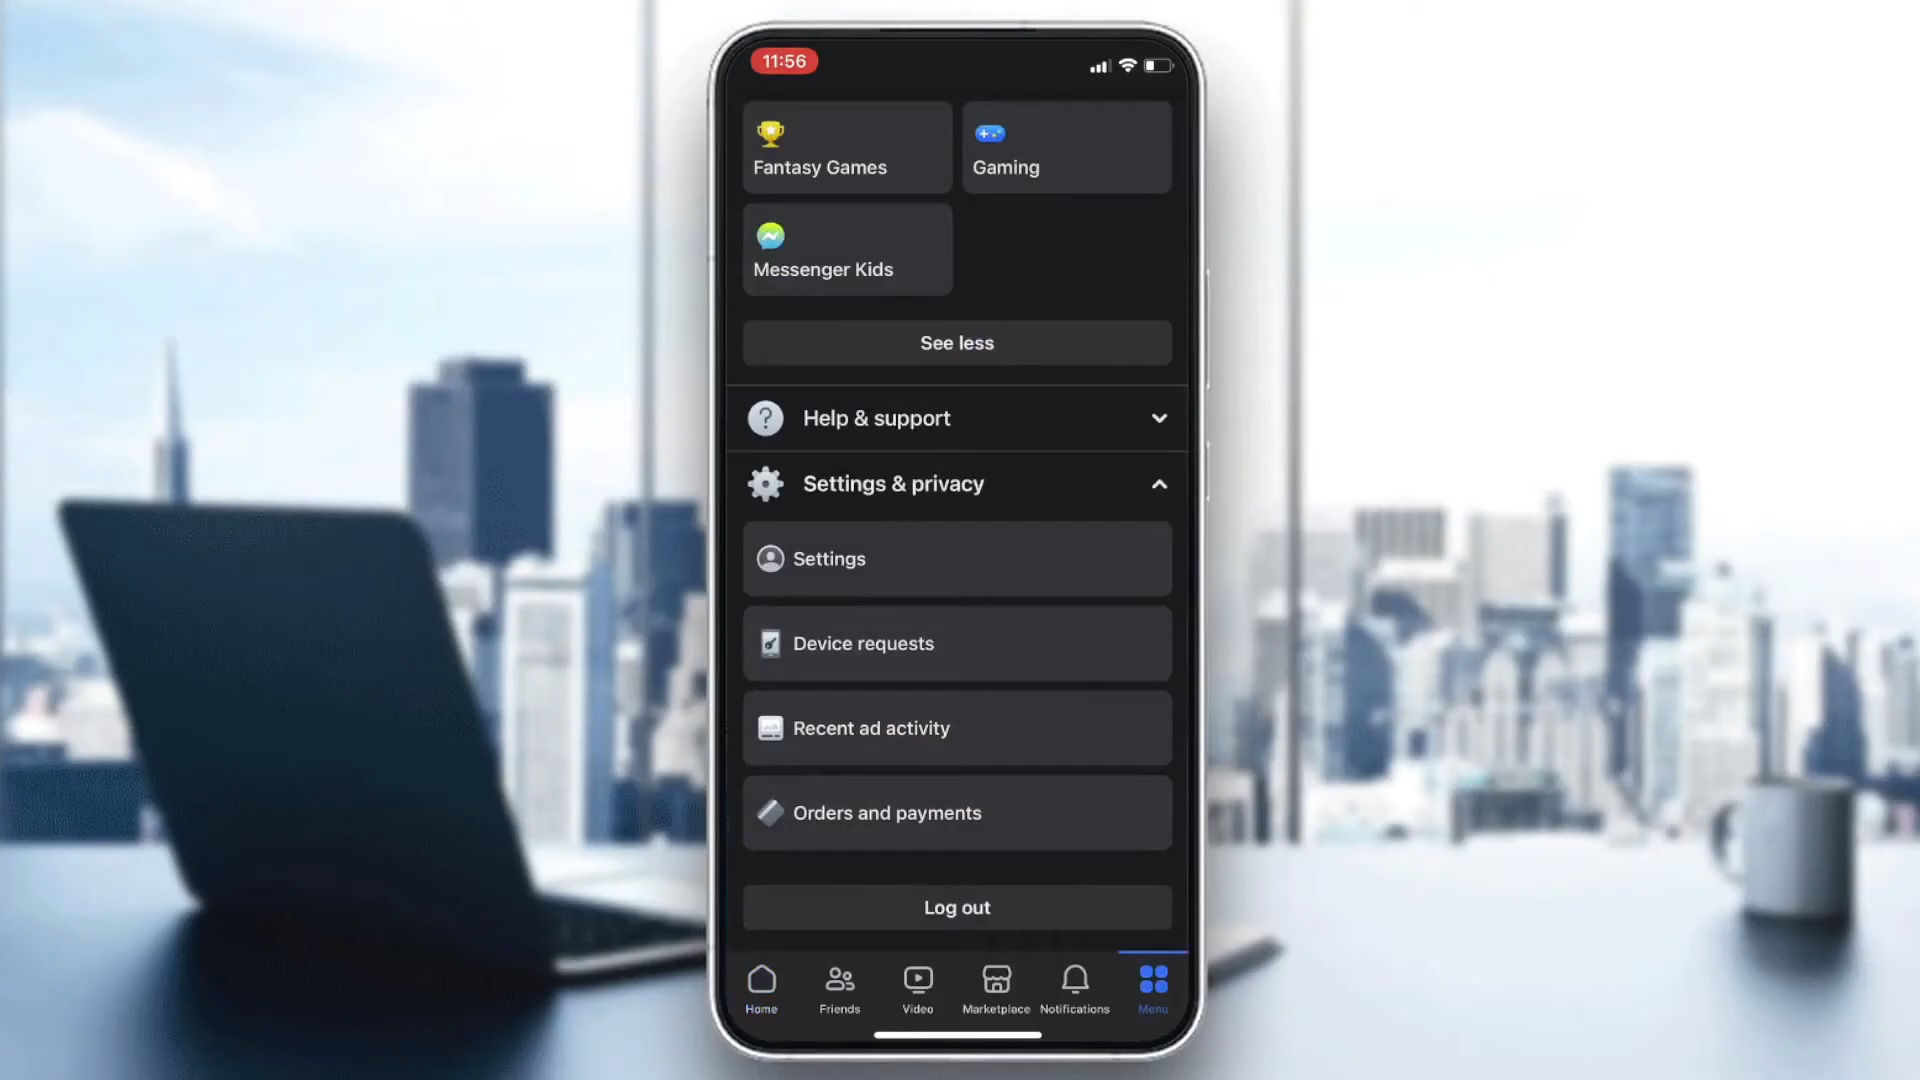 11:56
Fantasy Games
Gaming
Messenger Kids
See less
Help & support
Settings & privacy
Settings
Device requests
Recent ad activity
Orders and payments
Log out
Home
Friends
Video
Marketplace
Notifications
Menu